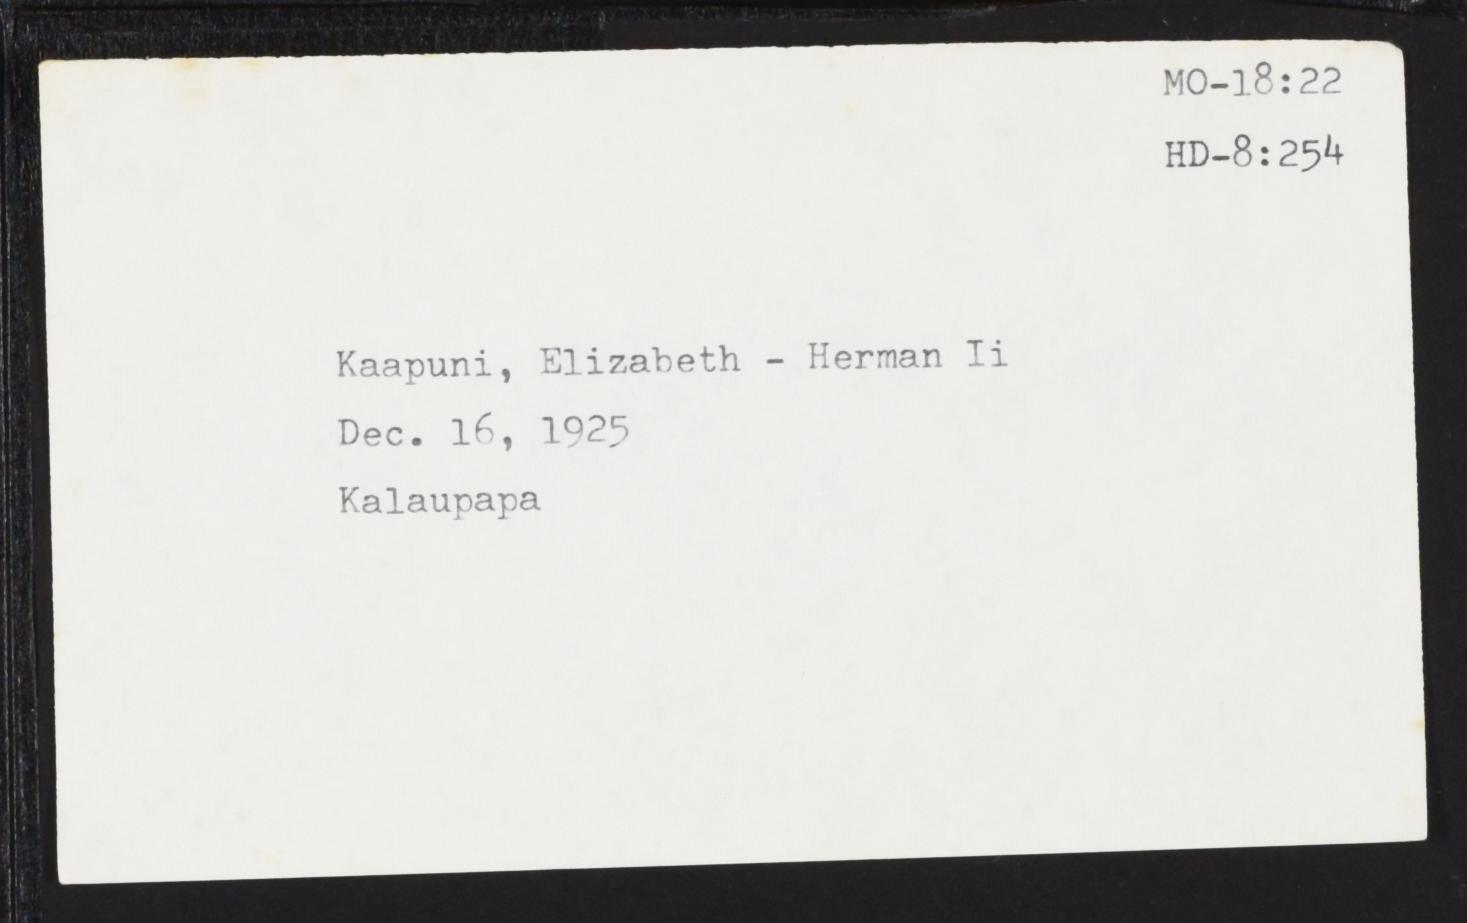 MO-18:22
HD-8:254
Kaapuni, Elizabeth - Herman Ii
Dec. 16, 1925
Kalaupapa